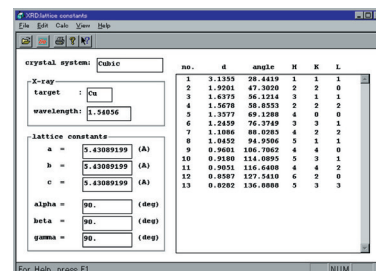 XRD:lattice constants
File Edit Calc View Help
crystal system: Cubic
X-ray
target : Cu
wavelength: 1.54056
lattice constants
a = 5.43089199 (A)
b = 5.43089199 (A)
c = 5.43089199 (A)
alpha = 90. (deg)
beta = 90. (deg)
gamma = 90. (deg)
no. d angle H K L
1 3.1355 28.4419 1 1 1
2 1.9201 47.3020 2 2 0
3 1.6375 56.1214 3 1 1
4 1.5678 58.8553 2 2 2
5 1.3577 69.1288 4 0 0
6 1.2459 76.3749 3 3 1
7 1.1086 88.0285 4 2 2
8 1.0452 94.9506 5 1 1
9 0.9601 106.7062 4 4 0
10 0.9180 114.0895 5 3 1
11 0.9051 116.6408 4 4 2
12 0.8587 127.5410 6 2 0
13 0.8282 136.8888 5 3 3
For Help, press F1
NUM